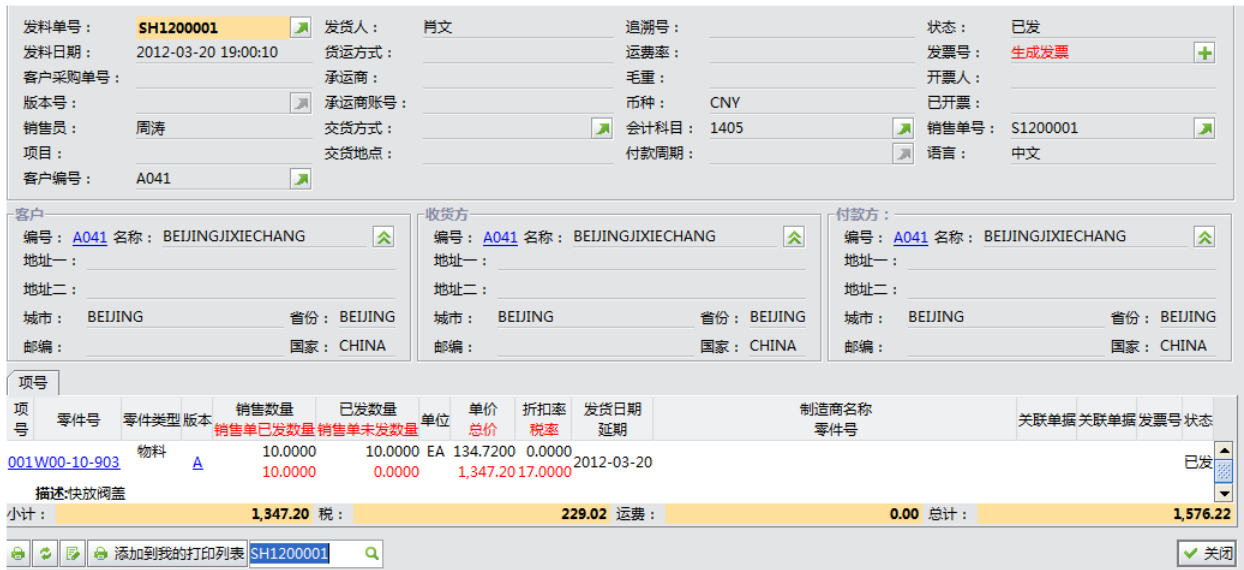 发料单号： SH1200001 发货人： 肖文 追溯号： 状态： 已发
发料日期： 2012-03-20 19:00:10 货运方式： 运费率： 发票号： 生成发票
客户采购单号： 承运商： 毛重： 开票人：
版本号： 承运商账号： 币种： CNY 已开票：
销售员： 周涛 交货方式： 会计科目： 1405 销售单号： S1200001
项目： 交货地点： 付款周期： 语言： 中文
客户编号： A041
客户 收货方 付款方：
编号： A041 名称： BEIJINGJIXIECHANG 编号： A041 名称： BEIJINGJIXIECHANG 编号： A041 名称： BEIJINGJIXIECHANG
地址一： 地址一： 地址一：
地址二： 地址二： 地址二：
城市： BEIJING 省份： BEIJING 城市： BEIJING 省份： BEIJING 城市： BEIJING 省份： BEIJING
邮编： 国家： CHINA 邮编： 国家： CHINA 邮编： 国家： CHINA
项号
项号 零件号 零件类型 版本 销售数量 已发数量 单位 单价 折扣率 发货日期 制造商名称 关联单据 关联单据 发票号 状态
销售单已发数量 销售单未发数量 总价 税率 延期 零件号
001 W00-10-903 物料 A 10.0000 10.0000 EA 134.7200 0.0000 2012-03-20 已发
10.0000 0.0000 1,347.20 17.0000
描述:快放阀盖
小计： 1,347.20 税： 229.02 运费： 0.00 总计： 1,576.22
添加到我的打印列表 SH1200001 关闭